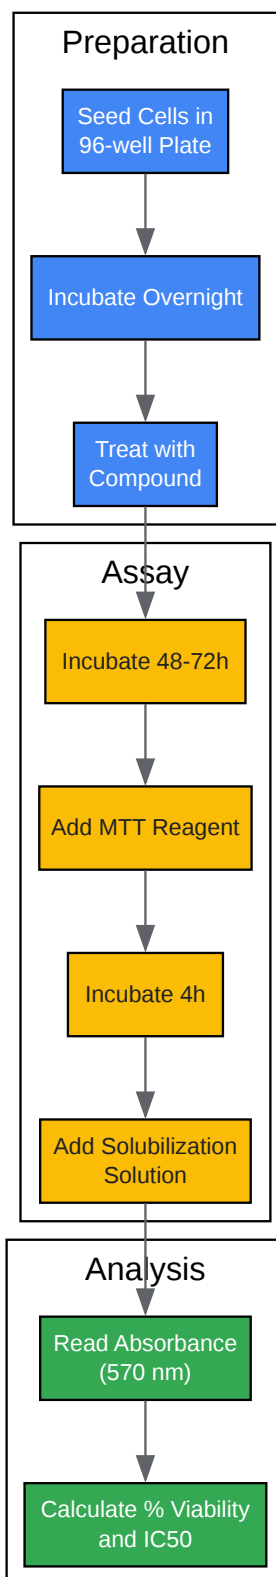 Preparation
Seed Cells in
96-well Plate
Incubate Overnight
Treat with
Compound
Assay
Incubate 48-72h
Add MTT Reagent
Incubate 4h
Add Solubilization
Solution
Analysis
Read Absorbance
(570 nm)
Calculate % Viability
and IC50